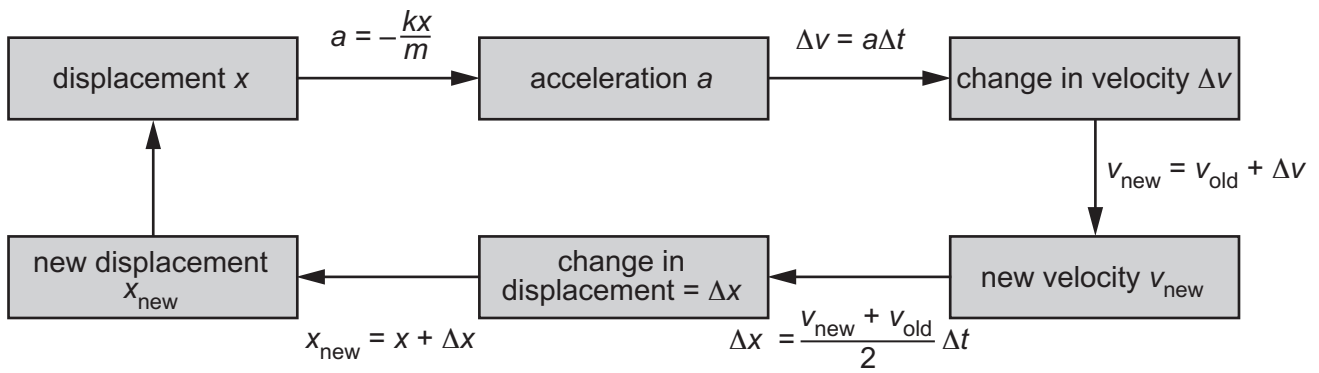 a = – kx/m
Δv = aΔt
displacement x
acceleration a
change in velocity Δv
v_new = v_old + Δv
new displacement
x_new
change in
displacement = Δx
new velocity v_new
x_new = x + Δx
Δx = (v_new + v_old)/2 Δt